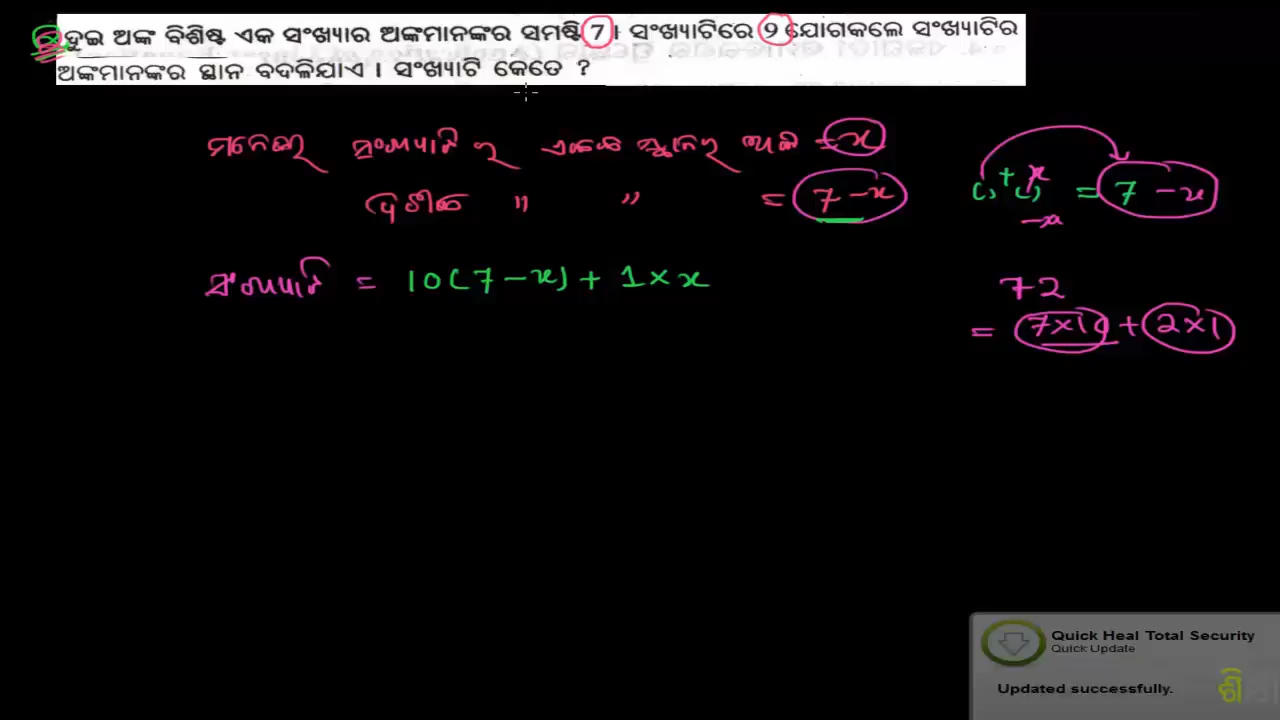 ଦୁଇ ଅଙ୍କ ବିଶିଷ୍ଟ ଏକ ସଂଖ୍ୟାର ଅଙ୍କମାନଙ୍କର ସମଷ୍ଟି 7। ସଂଖ୍ୟାଟିରେ 9 ଯୋଗକଲେ ସଂଖ୍ୟାଟିର
ଅଙ୍କମାନଙ୍କର ସ୍ଥାନ ବଦଳିଯାଏ । ସଂଖ୍ୟାଟି କେତେ ?
ମନେକର ସଂଖ୍ୟାଟିର ଏକକ ସ୍ଥାନର ଅଙ୍କ = x
ଦଶକ " " = 7 - x
( ) + ( ) x = 7 - x
- x
ସଂଖ୍ୟାଟି = 10(7 - x) + 1 × x
72
= 7×10 + 2×1
Quick Heal Total Security
Quick Update
Updated successfully.
ଶି